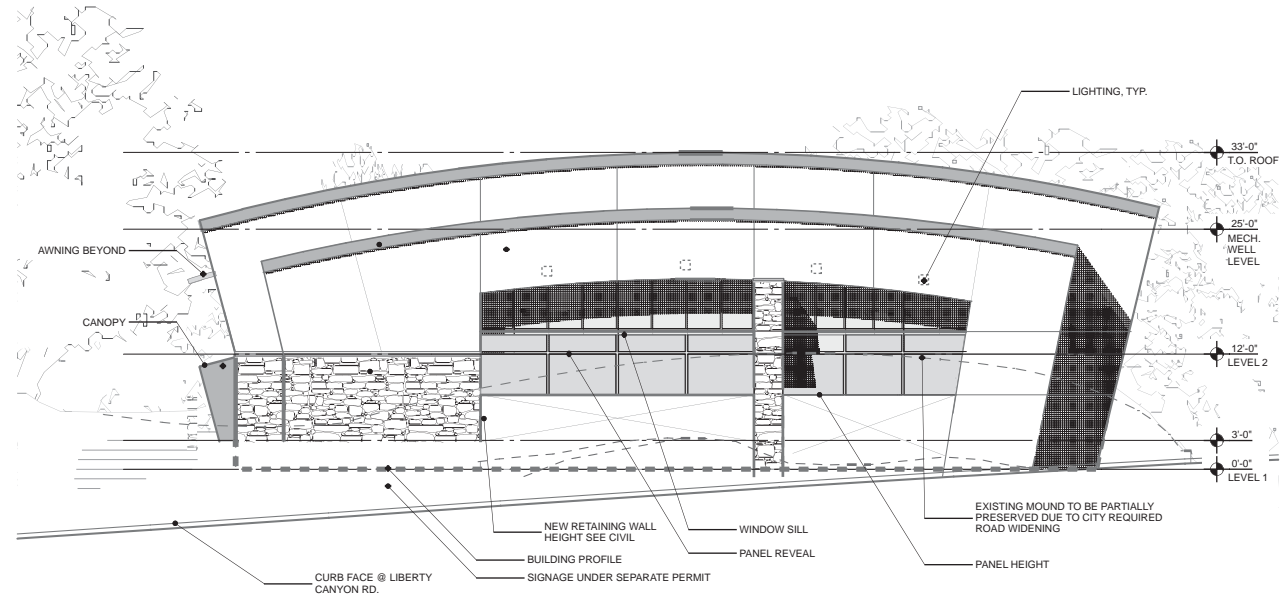 LIGHTING, TYP.
33'-0"
T.O. ROOF
25'-0"
MECH.
WELL
LEVEL
AWNING BEYOND
CANOPY
12'-0"
LEVEL 2
3'-0"
0'-0"
LEVEL 1
EXISTING MOUND TO BE PARTIALLY
PRESERVED DUE TO CITY REQUIRED
ROAD WIDENING
NEW RETAINING WALL
HEIGHT SEE CIVIL
WINDOW SILL
PANEL REVEAL
BUILDING PROFILE
PANEL HEIGHT
SIGNAGE UNDER SEPARATE PERMIT
CURB FACE @ LIBERTY
CANYON RD.